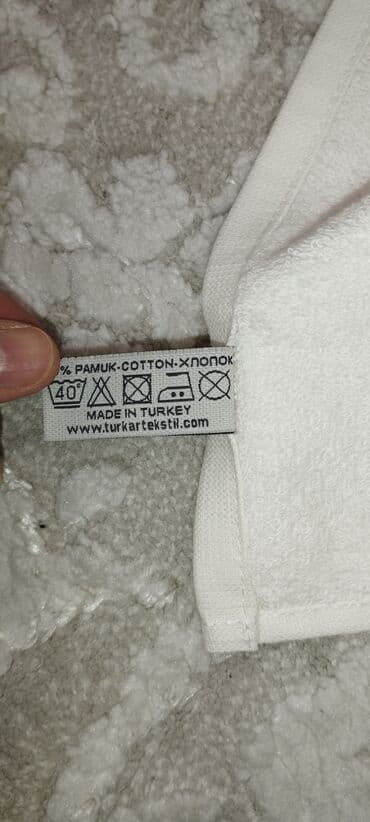 % PAMUK-COTTON-ХЛОПОК
40°
MADE IN TURKEY
www.turkartekstil.com